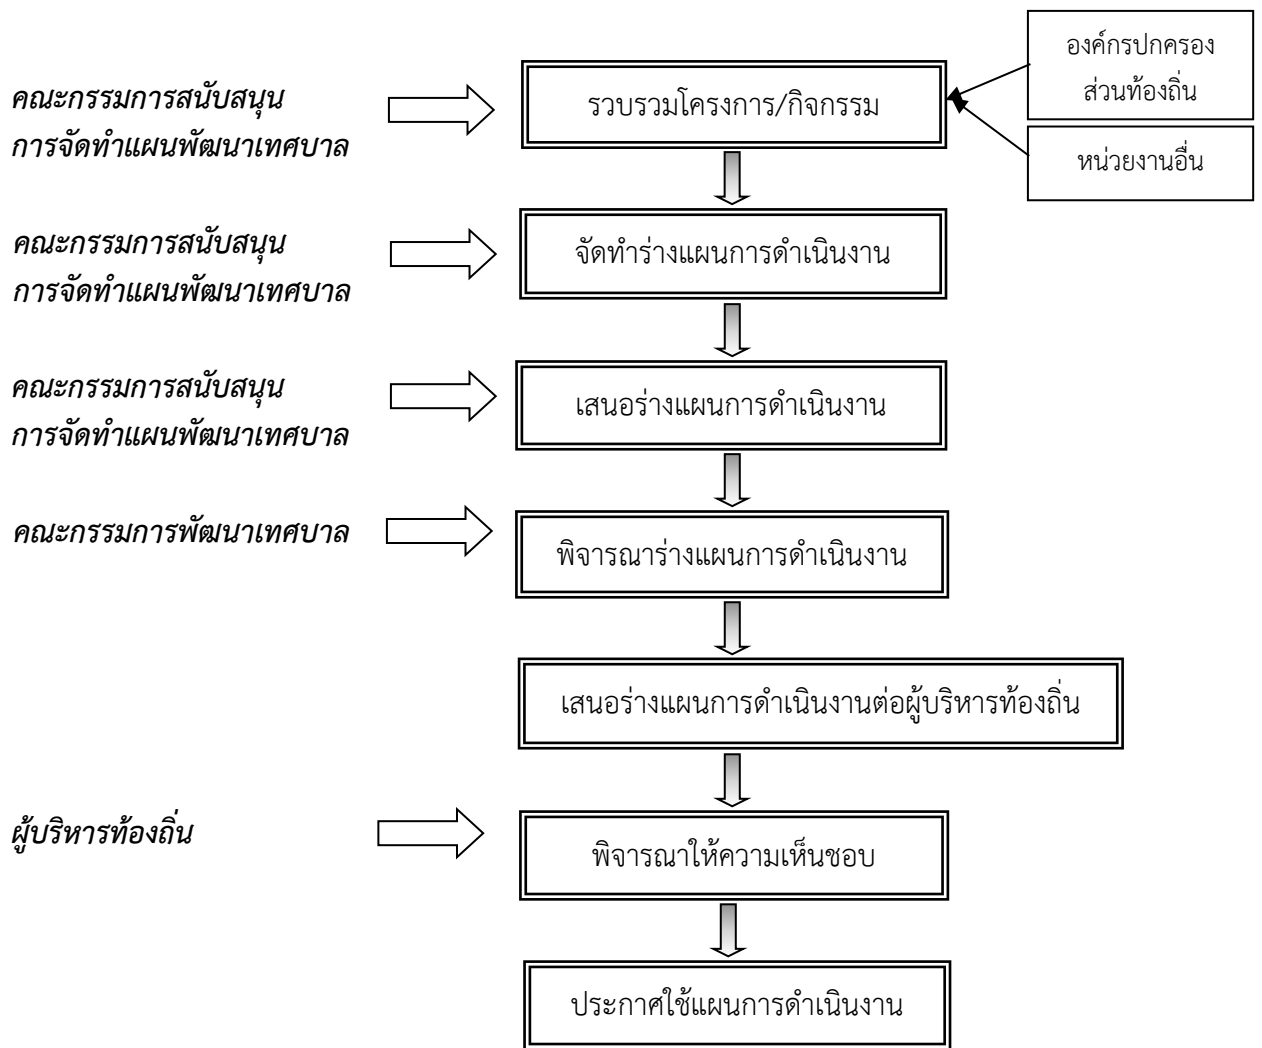 องค์กรปกครอง
ส่วนท้องถิ่น
คณะกรรมการสนับสนุน
การจัดทำแผนพัฒนาเทศบาล
รวบรวมโครงการ/กิจกรรม
หน่วยงานอื่น
คณะกรรมการสนับสนุน
การจัดทำแผนพัฒนาเทศบาล
จัดทำร่างแผนการดำเนินงาน
คณะกรรมการสนับสนุน
การจัดทำแผนพัฒนาเทศบาล
เสนอร่างแผนการดำเนินงาน
คณะกรรมการพัฒนาเทศบาล
พิจารณาร่างแผนการดำเนินงาน
เสนอร่างแผนการดำเนินงานต่อผู้บริหารท้องถิ่น
ผู้บริหารท้องถิ่น
พิจารณาให้ความเห็นชอบ
ประกาศใช้แผนการดำเนินงาน